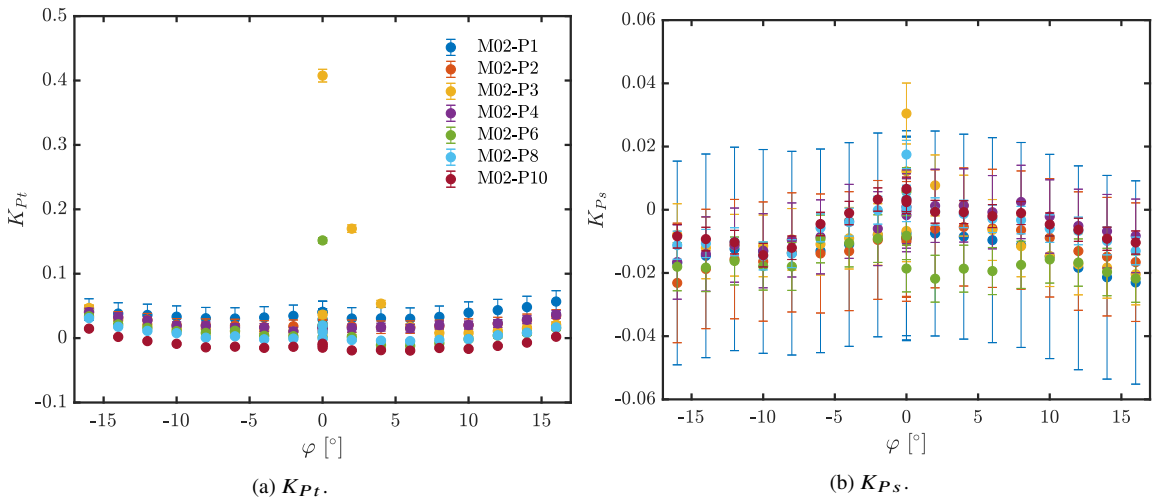 0.5
0.4
0.3
0.2
0.1
0
-0.1
K_{Pt}
-15 -10 -5 0 5 10 15
φ [°]
M02-P1
M02-P2
M02-P3
M02-P4
M02-P6
M02-P8
M02-P10
(a) K_{Pt}.
0.06
0.04
0.02
0
-0.02
-0.04
-0.06
K_{Ps}
-15 -10 -5 0 5 10 15
φ [°]
(b) K_{Ps}.